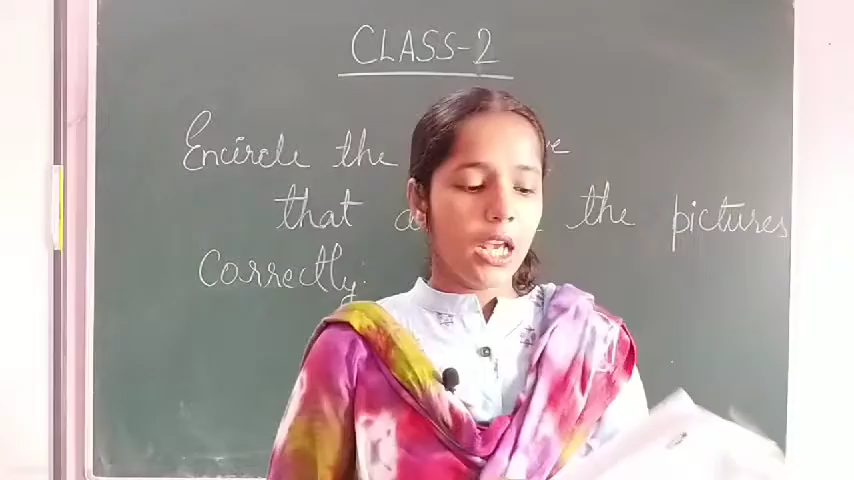 CLASS-2
Encircle the
that the pictures
Correctly.